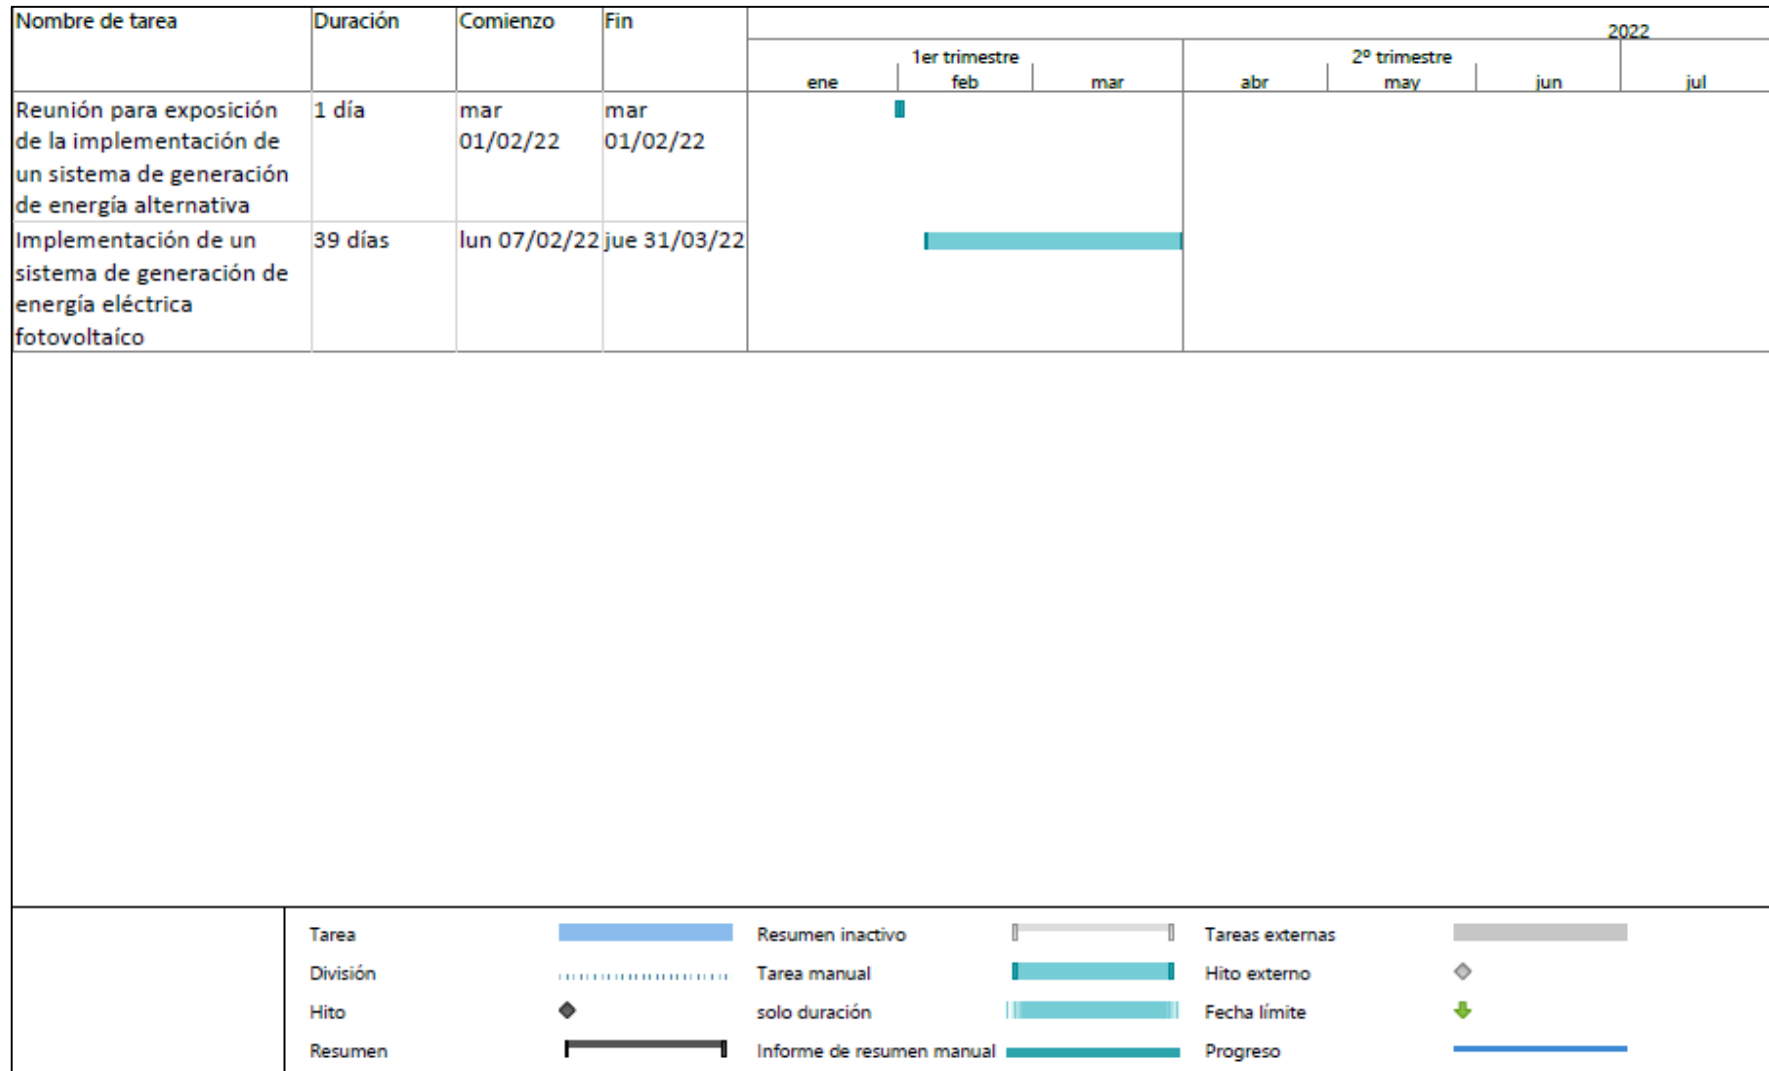 Nombre de tarea Duración Comienzo Fin
2022
1er trimestre 2º trimestre
ene feb mar abr may jun jul
Reunión para exposición 1 día mar mar
de la implementación de 01/02/22 01/02/22
un sistema de generación
de energía alternativa
Implementación de un 39 días lun 07/02/22 jue 31/03/22
sistema de generación de
energía eléctrica
fotovoltaíco
Tarea Resumen inactivo Tareas externas
División Tarea manual Hito externo
Hito solo duración Fecha límite
Resumen Informe de resumen manual Progreso